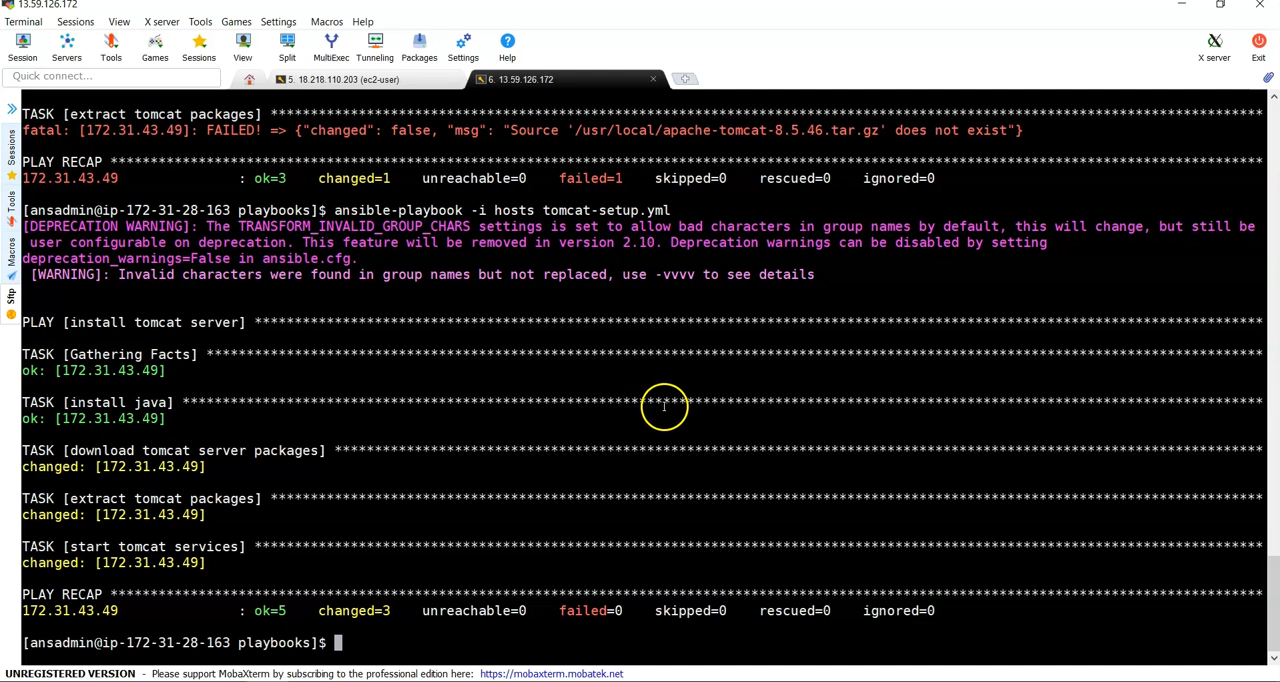 13.59.126.172
Terminal Sessions View X server Tools Games Settings Macros Help
Session Servers Tools Games Sessions View Split MultiExec Tunneling Packages Settings Help X server Exit
Quick connect...
5. 18.218.110.203 (ec2-user)
6. 13.59.126.172
Sessions
Tools
Macros
Sftp
TASK [extract tomcat packages] ****************************************************************************************************************************
fatal: [172.31.43.49]: FAILED! => {"changed": false, "msg": "Source '/usr/local/apache-tomcat-8.5.46.tar.gz' does not exist"}
PLAY RECAP ************************************************************************************************************************************************
172.31.43.49 : ok=3 changed=1 unreachable=0 failed=1 skipped=0 rescued=0 ignored=0
[ansadmin@ip-172-31-28-163 playbooks]$ ansible-playbook -i hosts tomcat-setup.yml
[DEPRECATION WARNING]: The TRANSFORM_INVALID_GROUP_CHARS settings is set to allow bad characters in group names by default, this will change, but still be
user configurable on deprecation. This feature will be removed in version 2.10. Deprecation warnings can be disabled by setting
deprecation_warnings=False in ansible.cfg.
[WARNING]: Invalid characters were found in group names but not replaced, use -vvvv to see details
PLAY [install tomcat server] ******************************************************************************************************************************
TASK [Gathering Facts] ************************************************************************************************************************************
ok: [172.31.43.49]
TASK [install java] ***************************************************************************************************************************************
ok: [172.31.43.49]
TASK [download tomcat server packages] ********************************************************************************************************************
changed: [172.31.43.49]
TASK [extract tomcat packages] ****************************************************************************************************************************
changed: [172.31.43.49]
TASK [start tomcat services] ******************************************************************************************************************************
changed: [172.31.43.49]
PLAY RECAP ************************************************************************************************************************************************
172.31.43.49 : ok=5 changed=3 unreachable=0 failed=0 skipped=0 rescued=0 ignored=0
[ansadmin@ip-172-31-28-163 playbooks]$
UNREGISTERED VERSION - Please support MobaXterm by subscribing to the professional edition here: https://mobaxterm.mobatek.net